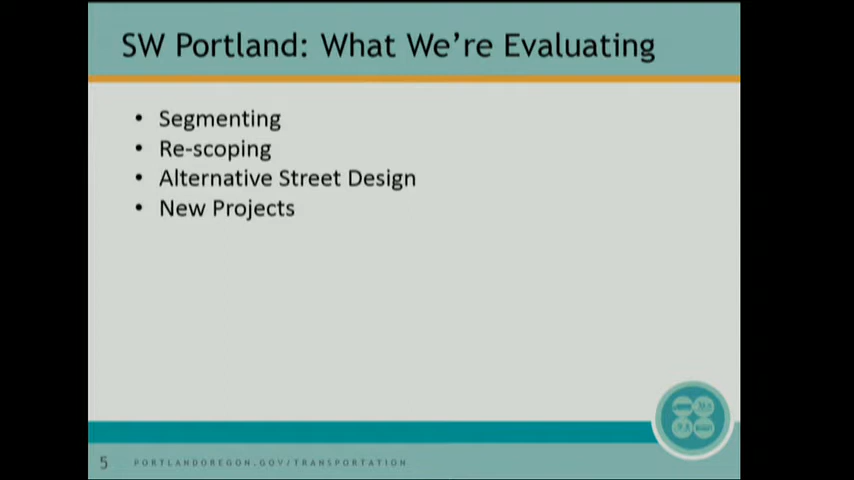 SW Portland: What We're Evaluating
• Segmenting
• Re-scoping
• Alternative Street Design
• New Projects
5 PORTLANDOREGON.GOV/TRANSPORTATION